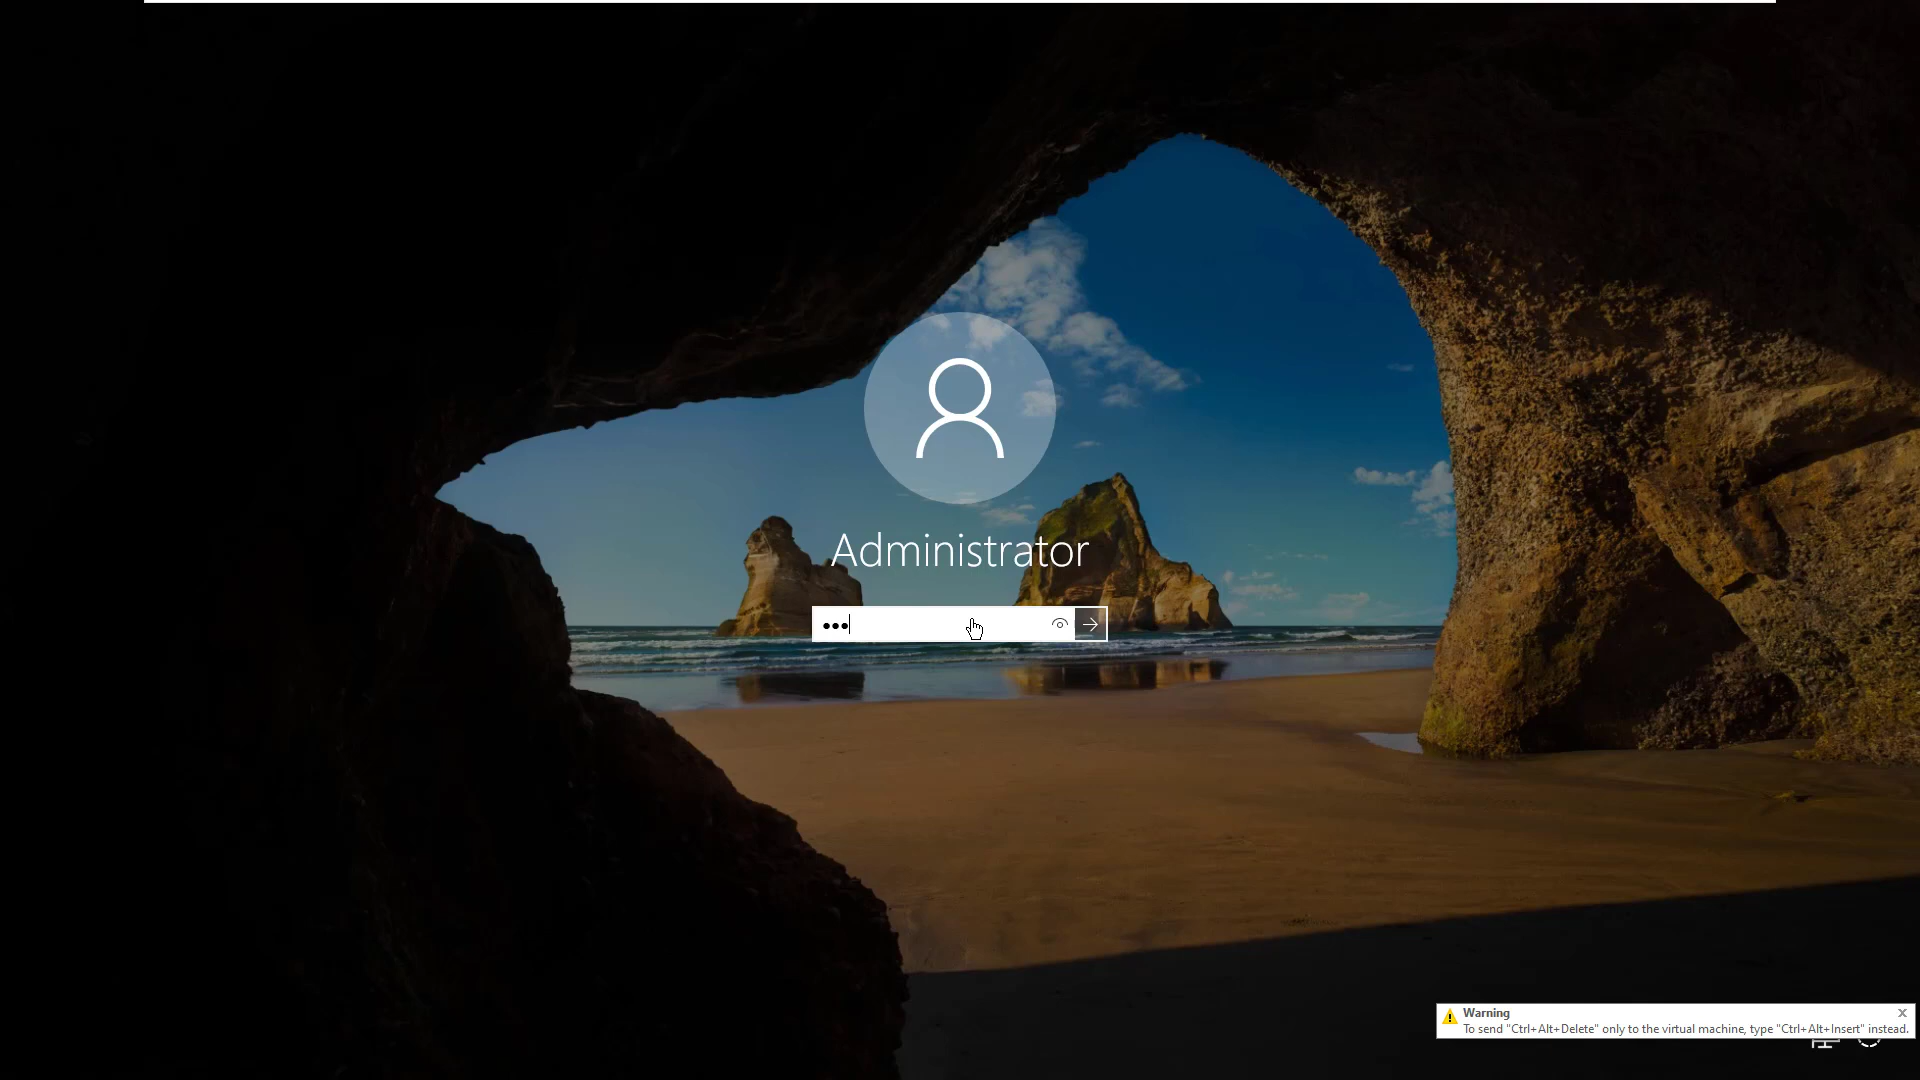 Administrator
•••
Warning
To send "Ctrl+Alt+Delete" only to the virtual machine, type "Ctrl+Alt+Insert" instead.